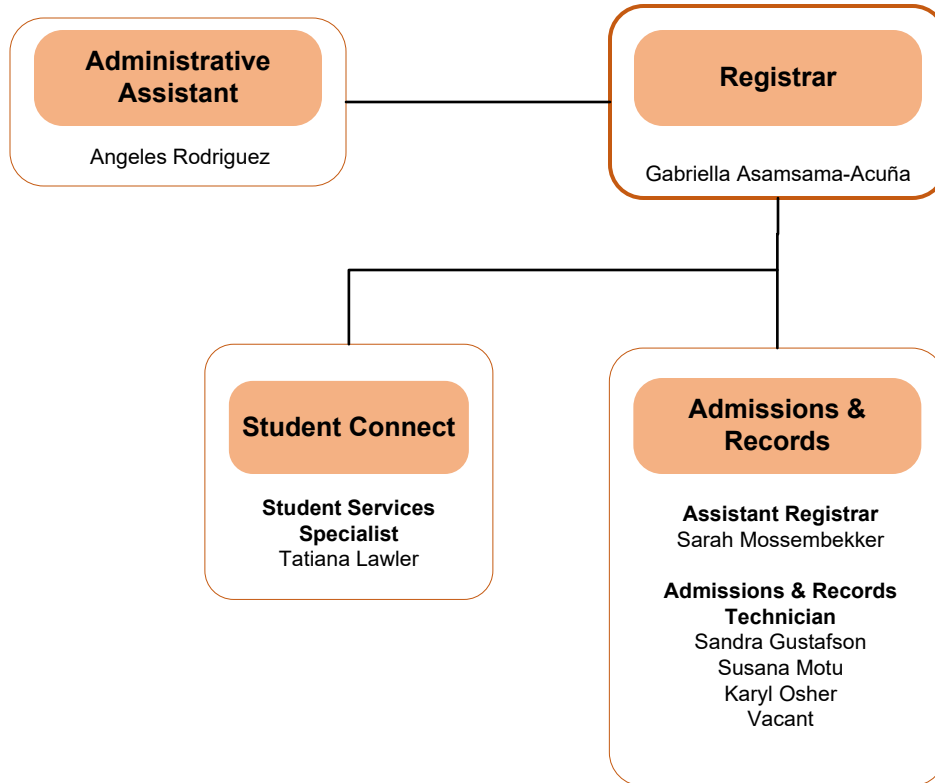 Administrative
Assistant
Angeles Rodriguez
Registrar
Gabriella Asamsama-Acuña
Student Connect
Student Services
Specialist
Tatiana Lawler
Admissions &
Records
Assistant Registrar
Sarah Mossembekker
Admissions & Records
Technician
Sandra Gustafson
Susana Motu
Karyl Osher
Vacant